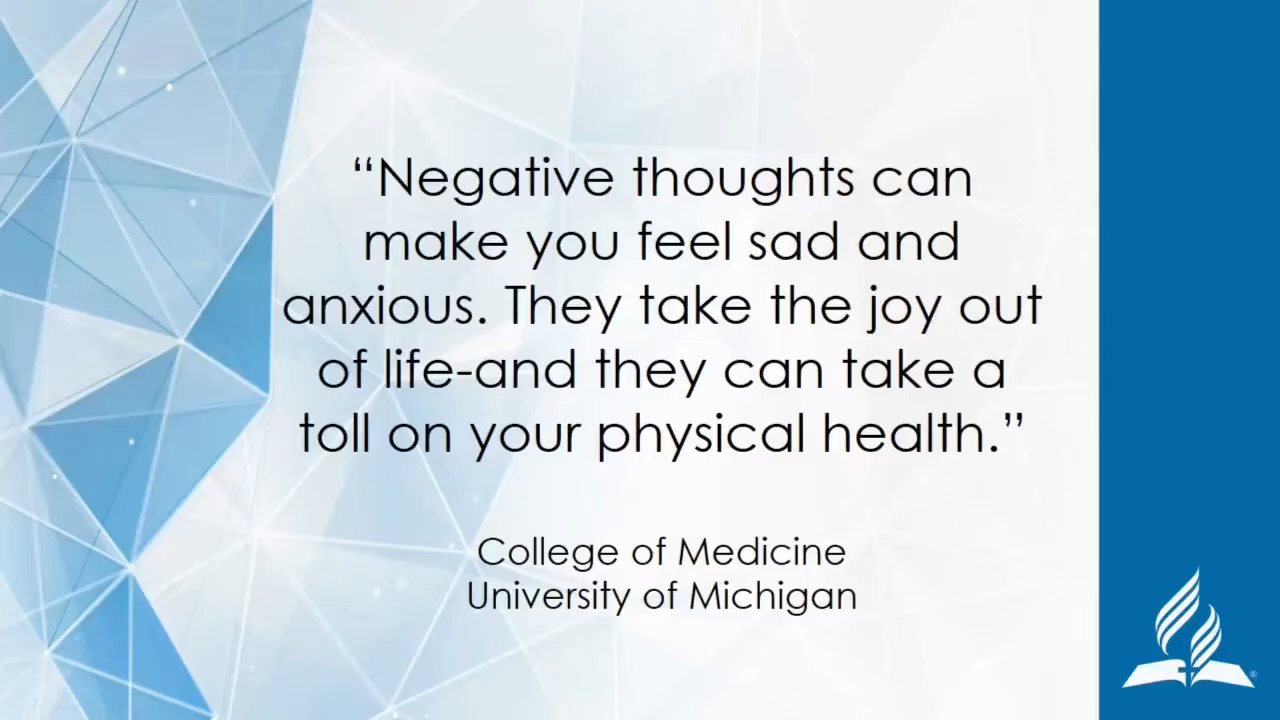 “Negative thoughts can
make you feel sad and
anxious. They take the joy out
of life-and they can take a
toll on your physical health.”
College of Medicine
University of Michigan
®